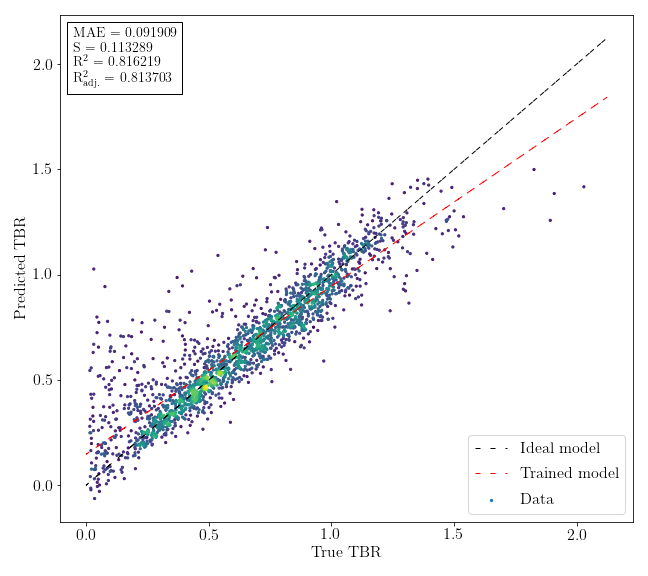 MAE = 0.091909
S = 0.113289
R² = 0.816219
R²adj. = 0.813703
2.0
1.5
1.0
0.5
0.0
Predicted TBR
Ideal model
Trained model
Data
0.0 0.5 1.0 1.5 2.0
True TBR